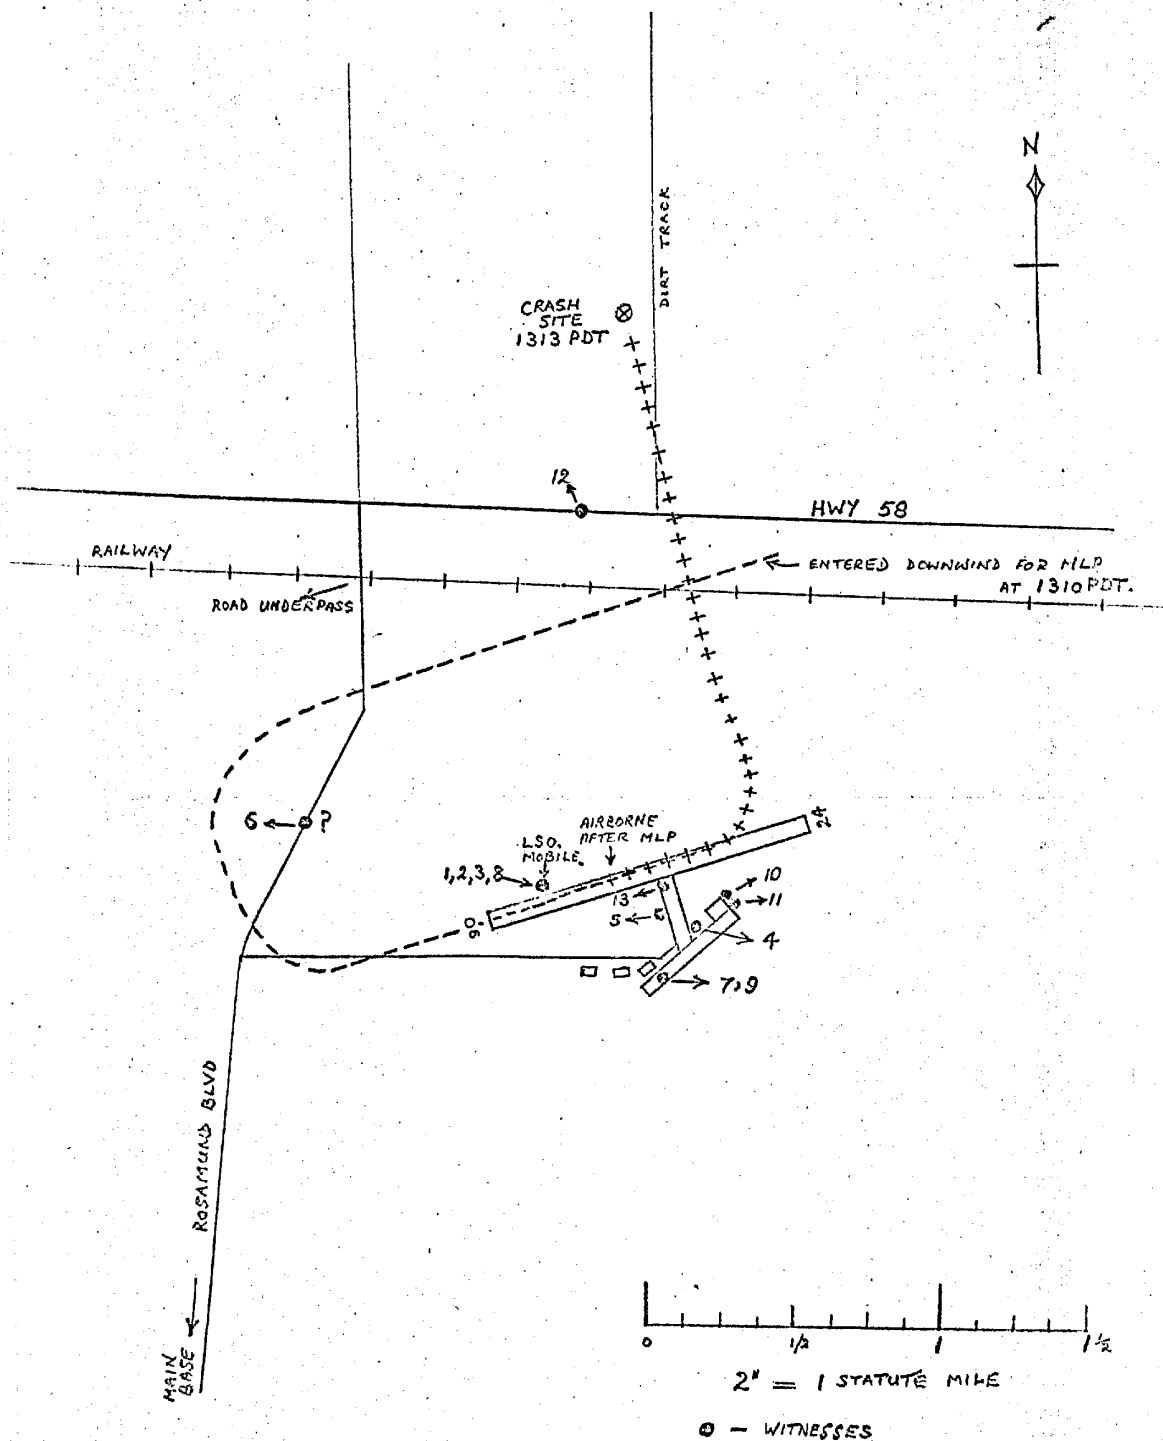 N
DIRT TRACK
CRASH
SITE
1313 PDT
12
HWY 58
RAILWAY
ENTERED DOWNWIND FOR MLP
AT 1310 PDT.
ROAD UNDERPASS
6
?
AIRBORNE
AFTER MLP
LSO.
MOBILE.
1,2,3,8
24
06
13
5
10
11
4
7,9
ROSAMUND BLVD
MAIN
BASE
0
1/2
1
1 1/2
2" = 1 STATUTE MILE
- WITNESSES